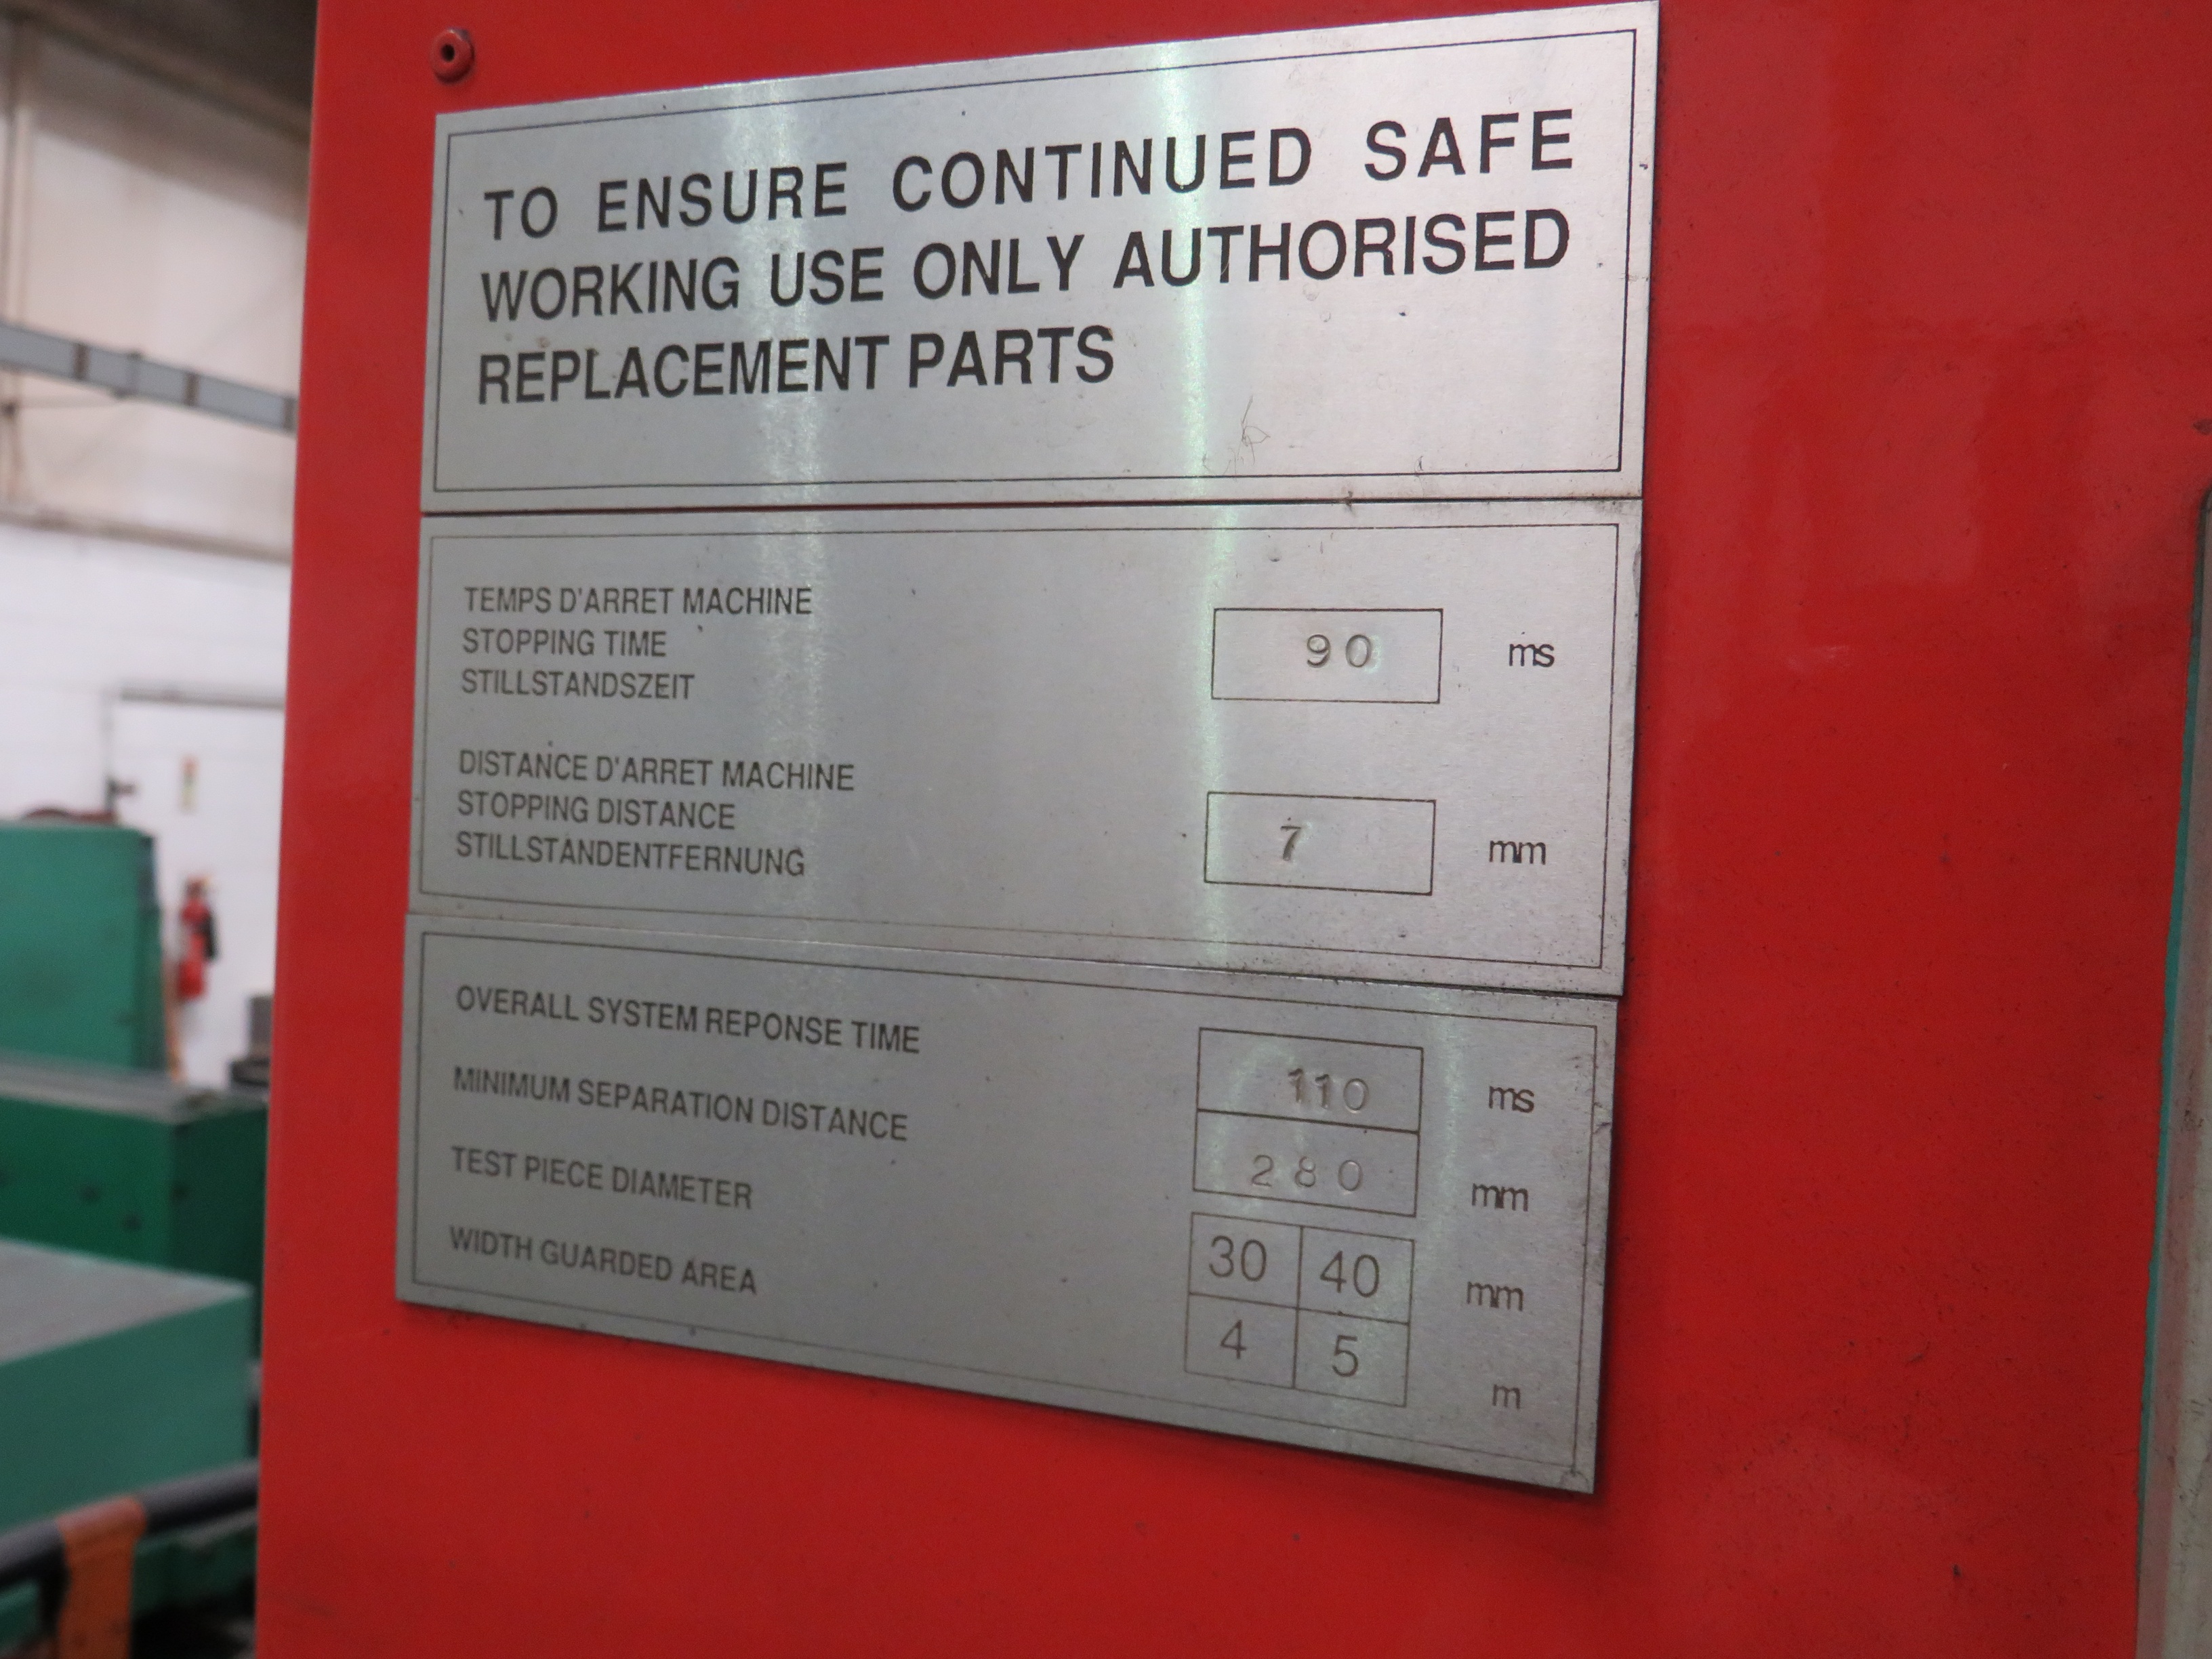 TO ENSURE CONTINUED SAFE
WORKING USE ONLY AUTHORISED
REPLACEMENT PARTS
TEMPS D'ARRET MACHINE
STOPPING TIME
STILLSTANDSZEIT
90 ms
DISTANCE D'ARRET MACHINE
STOPPING DISTANCE
STILLSTANDENTFERNUNG
7 mm
OVERALL SYSTEM REPONSE TIME 110 ms
MINIMUM SEPARATION DISTANCE 280 mm
TEST PIECE DIAMETER 30 40 mm
WIDTH GUARDED AREA 4 5 m